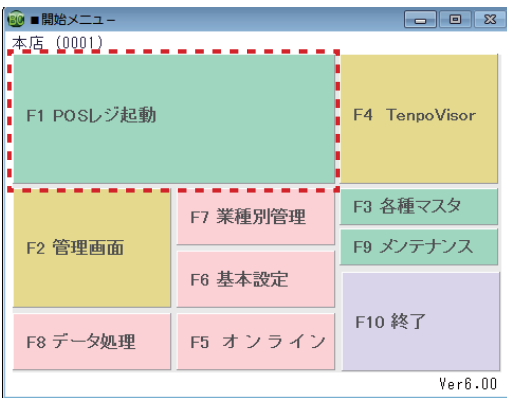 ■開始メニュー
本店 (0001)
F1 POSレジ起動
F4 TenpoVisor
F2 管理画面
F7 業種別管理
F3 各種マスタ
F9 メンテナンス
F6 基本設定
F10 終了
F8 データ処理
F5 オンライン
Ver6.00